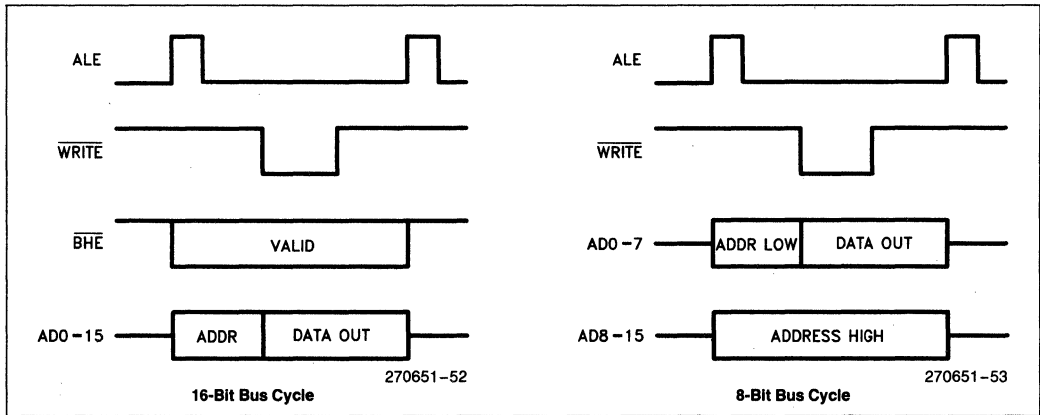 ALE
WRITE
BHE
VALID
AD0-15
ADDR
DATA OUT
270651-52
16-Bit Bus Cycle
ALE
WRITE
AD0-7
ADDR LOW
DATA OUT
AD8-15
ADDRESS HIGH
270651-53
8-Bit Bus Cycle